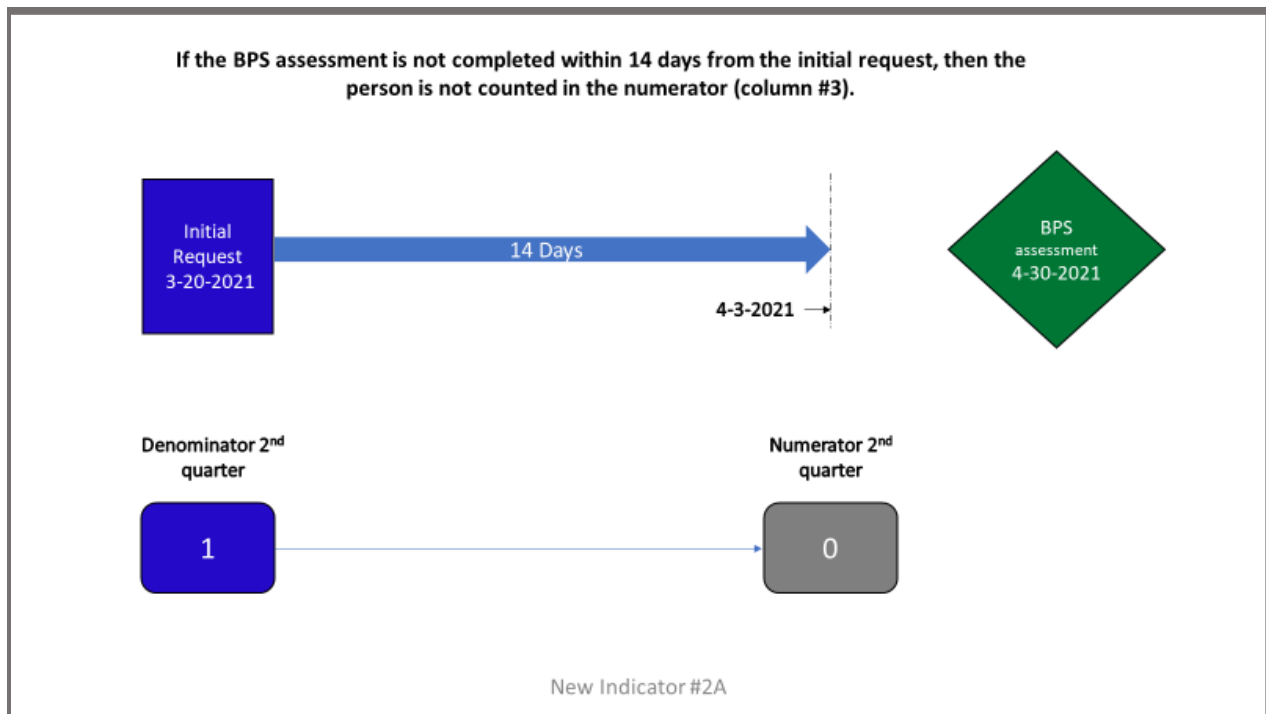 If the BPS assessment is not completed within 14 days from the initial request, then the
person is not counted in the numerator (column #3).
Initial
Request
3-20-2021
14 Days
4-3-2021
BPS
assessment
4-30-2021
Denominator 2nd
quarter
Numerator 2nd
quarter
1
0
New Indicator #2A